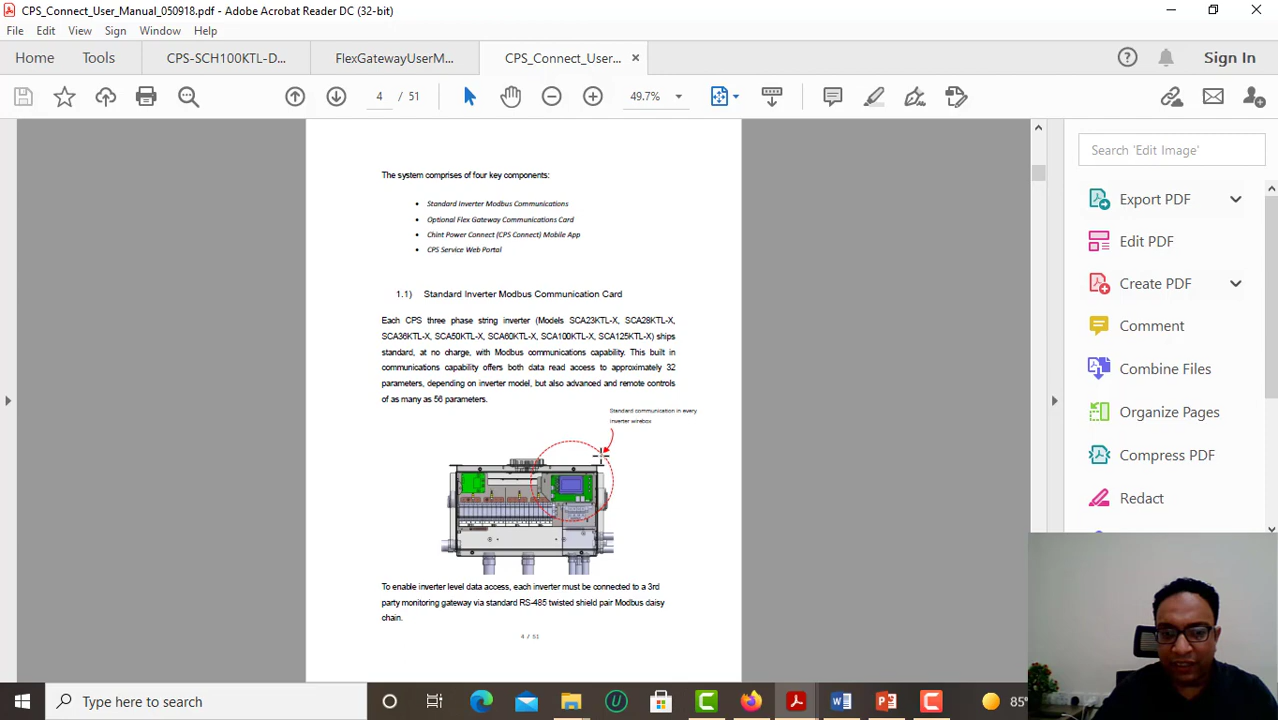 CPS_Connect_User_Manual_050918.pdf - Adobe Acrobat Reader DC (32-bit)
File Edit View Sign Window Help
Home Tools CPS-SCH100KTL-D... FlexGatewayUserM... CPS_Connect_User... Sign In
4 / 51 49.7%
Search 'Edit Image'
Export PDF
Edit PDF
Create PDF
Comment
Combine Files
Organize Pages
Compress PDF
Redact
The system comprises of four key components:
• Standard Inverter Modbus Communications
• Optional Flex Gateway Communications Card
• Chint Power Connect (CPS Connect) Mobile App
• CPS Service Web Portal
1.1) Standard Inverter Modbus Communication Card
Each CPS three phase string inverter (Models SCA23KTL-X, SCA28KTL-X,
SCA36KTL-X, SCA50KTL-X, SCA60KTL-X, SCA100KTL-X, SCA125KTL-X) ships
standard, at no charge, with Modbus communications capability. This built in
communications capability offers both data read access to approximately 32
parameters, depending on inverter model, but also advanced and remote controls
of as many as 56 parameters.
Standard communication in every
inverter wirebox
To enable inverter level data access, each inverter must be connected to a 3rd
party monitoring gateway via standard RS-485 twisted shield pair Modbus daisy
chain.
4 / 51
Type here to search
85°